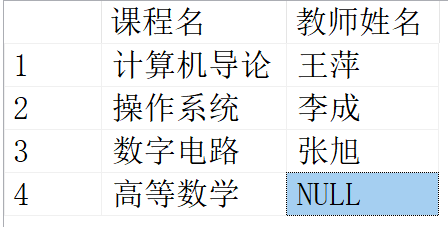 课程名 教师姓名
1 计算机导论 王萍
2 操作系统 李成
3 数字电路 张旭
4 高等数学 NULL